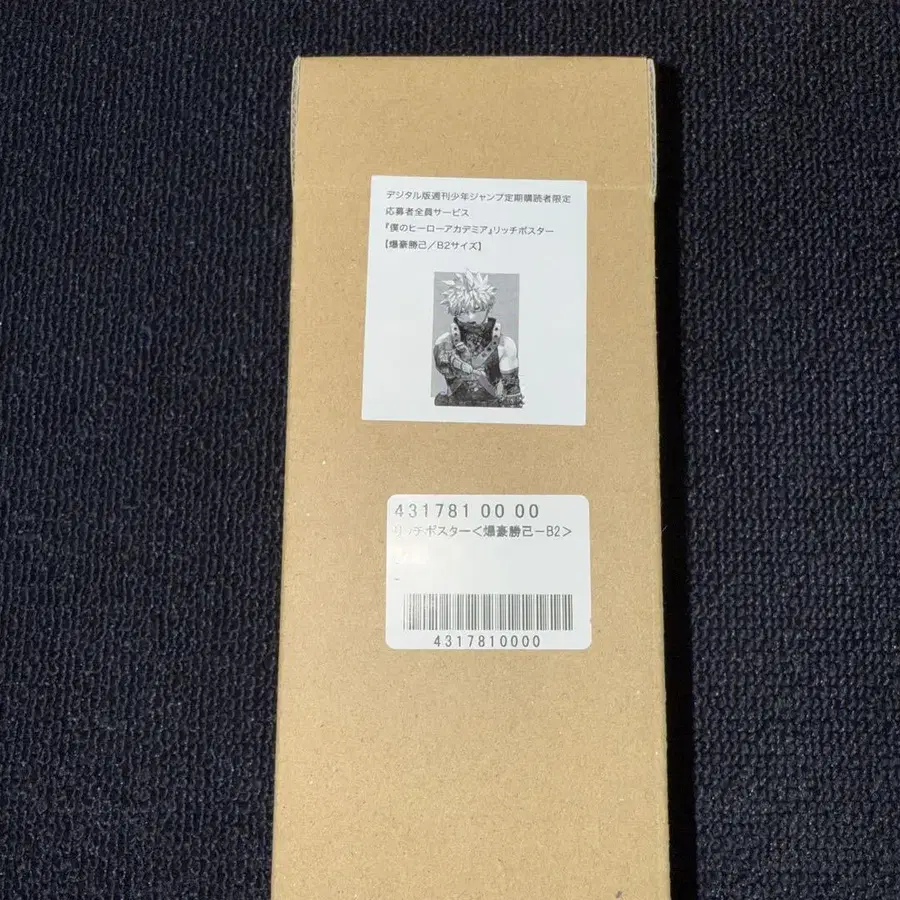 デジタル版週刊少年ジャンプ定期購読者限定
応募者全員サービス
『僕のヒーローアカデミア』リッチポスター
【爆豪勝己／B2サイズ】
431781 00 00
リッチポスター＜爆豪勝己－B2＞
-
4317810000